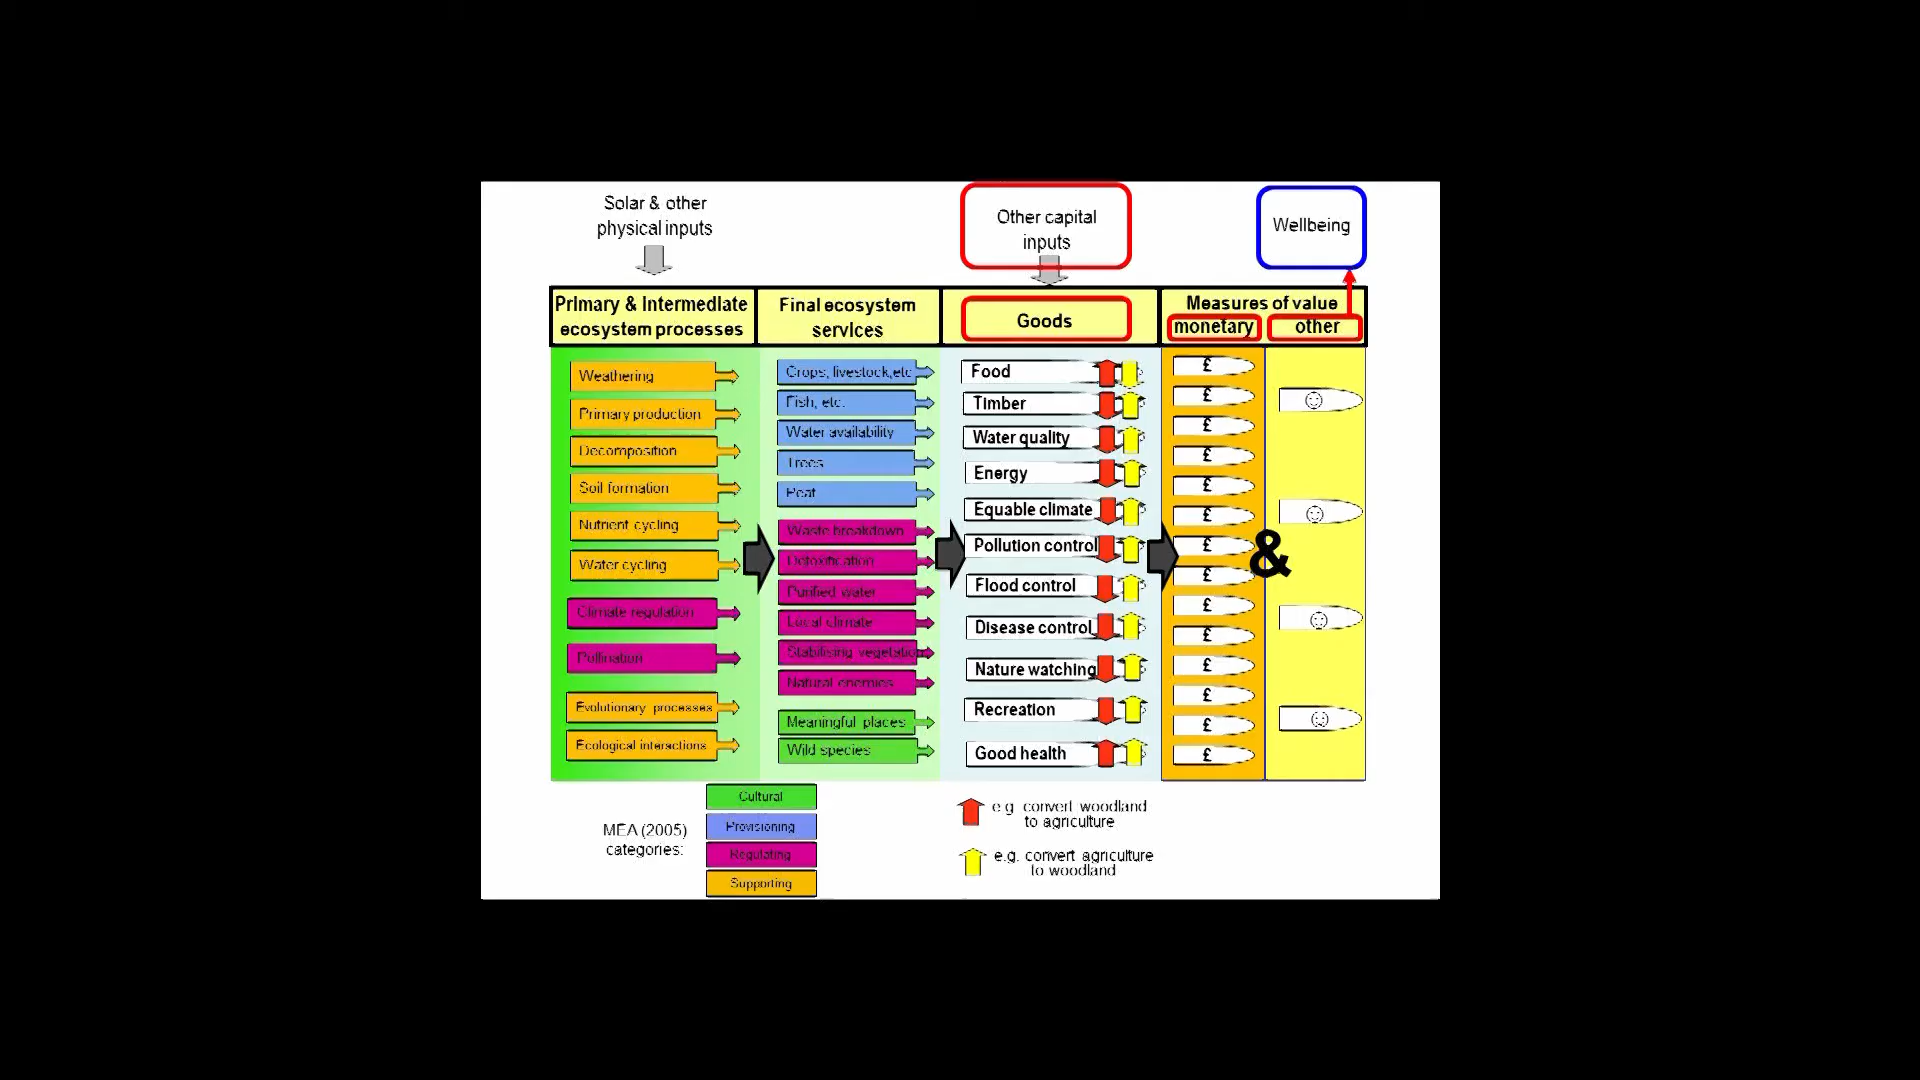 Solar & other
physical inputs
Other capital
inputs
Wellbeing
Primary & Intermediate
ecosystem processes
Final ecosystem
services
Goods
Measures of value
monetary
other
Weathering
Primary production
Decomposition
Soil formation
Nutrient cycling
Water cycling
Climate regulation
Pollination
Evolutionary processes
Ecological interactions
Crops, livestock,etc
Fish, etc.
Water availability
Trees
Peat
Waste breakdown
Detoxification
Purified water
Local climate
Stabilising vegetation
Natural enemies
Meaningful places
Wild species
Food
Timber
Water quality
Energy
Equable climate
Pollution control
Flood control
Disease control
Nature watching
Recreation
Good health
£
£
£
£
£
£
£
£
£
£
£
£
£
£
&
MEA (2005)
categories:
Cultural
Provisioning
Regulating
Supporting
e.g. convert woodland
to agriculture
e.g. convert agriculture
to woodland